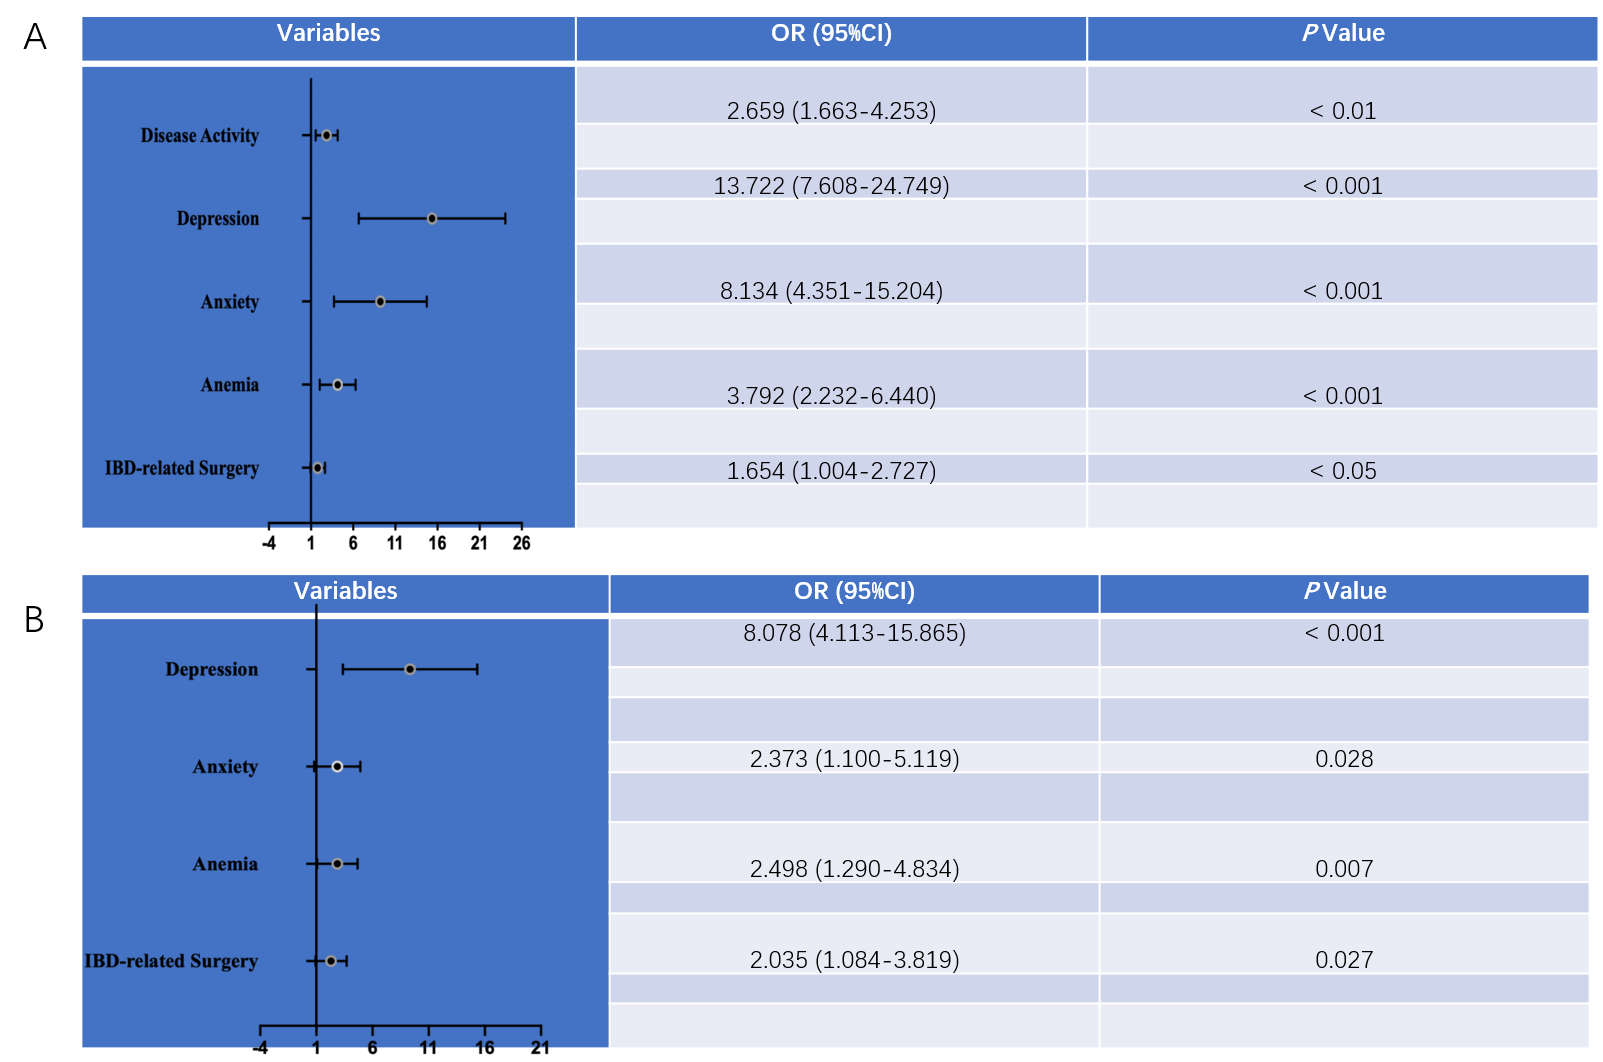 A
Variables OR (95%CI) P Value
Disease Activity 2.659 (1.663-4.253) < 0.01
Depression 13.722 (7.608-24.749) < 0.001
Anxiety 8.134 (4.351-15.204) < 0.001
Anemia 3.792 (2.232-6.440) < 0.001
IBD-related Surgery 1.654 (1.004-2.727) < 0.05
-4 1 6 11 16 21 26
B
Variables OR (95%CI) P Value
Depression 8.078 (4.113-15.865) < 0.001
Anxiety 2.373 (1.100-5.119) 0.028
Anemia 2.498 (1.290-4.834) 0.007
IBD-related Surgery 2.035 (1.084-3.819) 0.027
-4 1 6 11 16 21